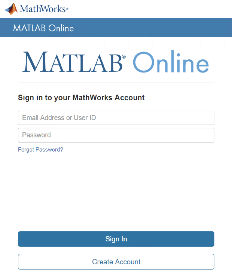 MathWorks®
MATLAB Online
MATLAB® Online
Sign in to your MathWorks Account
Email Address or User ID
Password
Forgot Password?
Sign In
Create Account